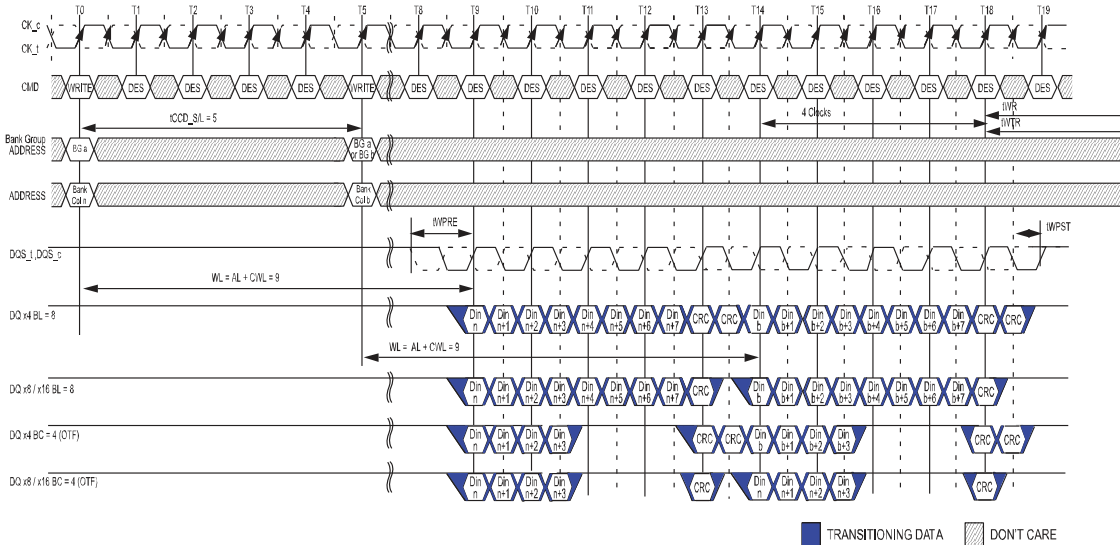 T0 T1 T2 T3 T4 T5 T8 T9 T10 T11 T12 T13 T14 T15 T16 T17 T18 T19
CK_c
CK_t
CMD WRITE DES DES DES DES WRITE DES DES DES DES DES DES DES DES DES DES DES DES
tCCD_S/L = 5
4 Clocks
tWR
tWTR
Bank Group
ADDRESS
BG a
BG a
or BG b
ADDRESS
Bank
Col n
Bank
Col b
tWPRE
tWPST
DQS_t ,DQS_c
WL = AL + CWL = 9
DQ x4 BL = 8
Din n Din n+1 Din n+2 Din n+3 Din n+4 Din n+5 Din n+6 Din n+7 CRC CRC Din b Din b+1 Din b+2 Din b+3 Din b+4 Din b+5 Din b+6 Din b+7 CRC CRC
WL = AL + CWL = 9
DQ x8 / x16 BL = 8
Din n Din n+1 Din n+2 Din n+3 Din n+4 Din n+5 Din n+6 Din n+7 CRC Din b Din b+1 Din b+2 Din b+3 Din b+4 Din b+5 Din b+6 Din b+7 CRC
DQ x4 BC = 4 (OTF)
Din n Din n+1 Din n+2 Din n+3 CRC CRC Din b Din b+1 Din b+2 Din b+3 CRC CRC
DQ x8 / x16 BC = 4 (OTF)
Din n Din n+1 Din n+2 Din n+3 CRC Din n Din n+1 Din n+2 Din n+3 CRC
TRANSITIONING DATA
DON'T CARE